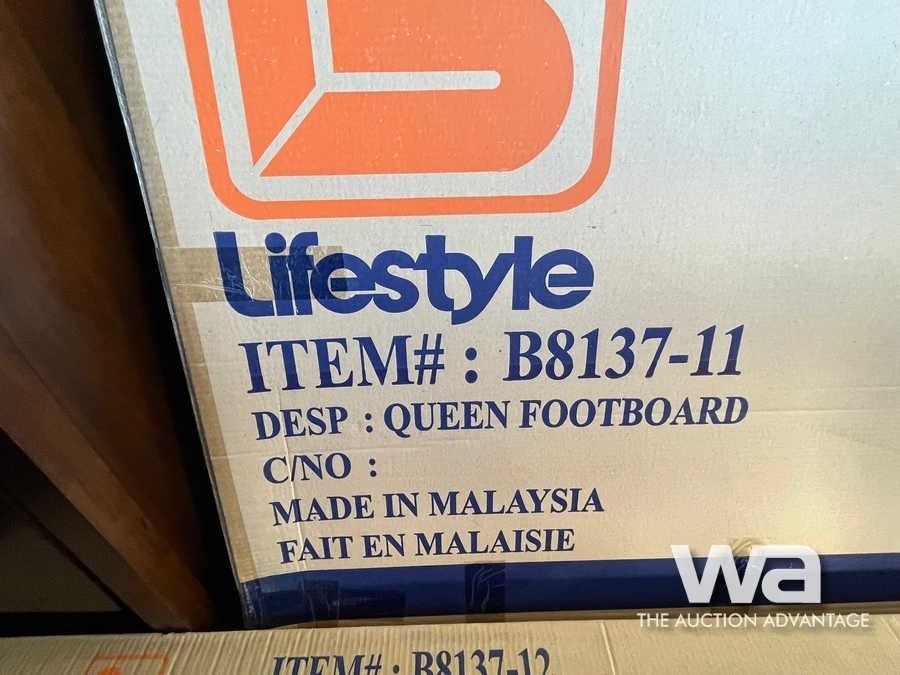 Lifestyle
ITEM# : B8137-11
DESP : QUEEN FOOTBOARD
C/NO :
MADE IN MALAYSIA
FAIT EN MALAISIE
wa
THE AUCTION ADVANTAGE
ITEM# : B8137-12